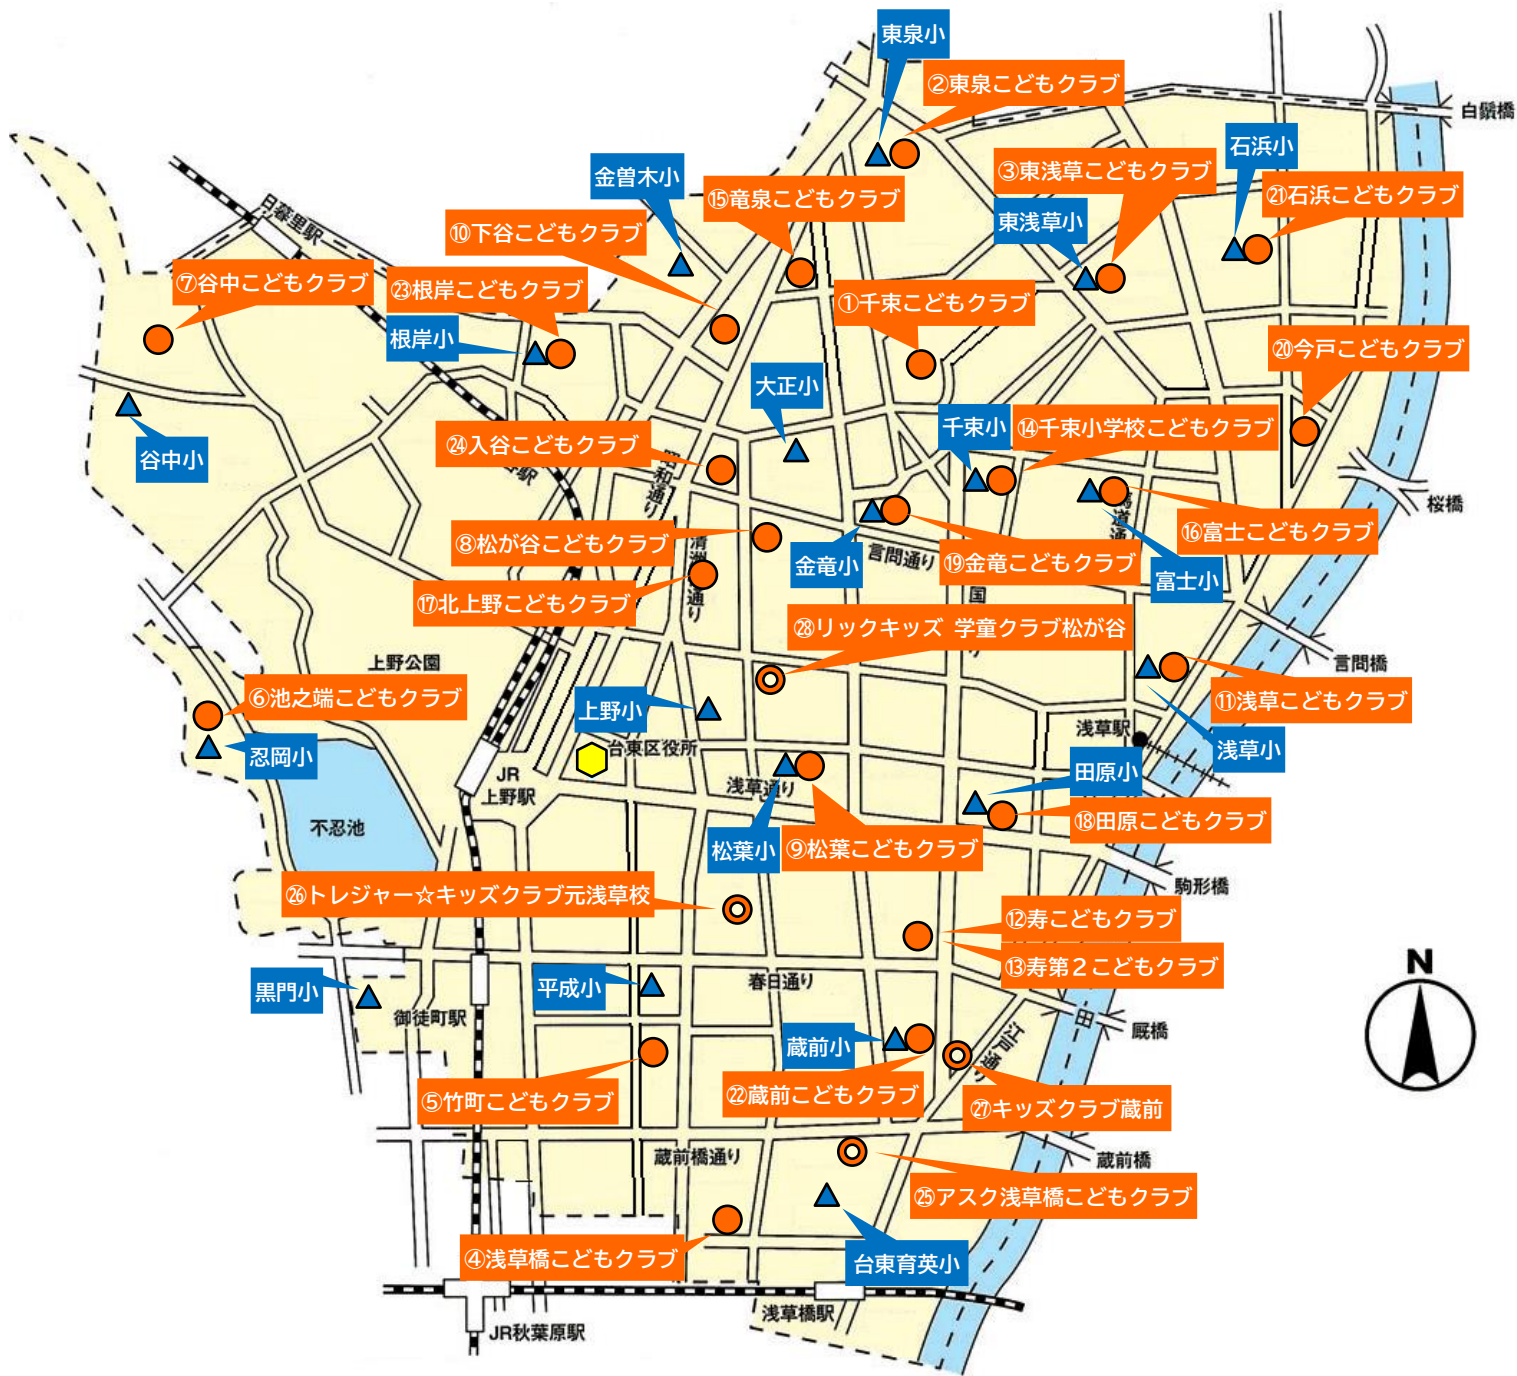 東泉小
②東泉こどもクラブ
白鬚橋
石浜小
金曽木小
③東浅草こどもクラブ
⑮竜泉こどもクラブ
㉑石浜こどもクラブ
日暮里駅
⑩下谷こどもクラブ
東浅草小
⑦谷中こどもクラブ
㉓根岸こどもクラブ
①千束こどもクラブ
根岸小
⑳今戸こどもクラブ
大正小
谷中小
㉔入谷こどもクラブ
千束小
⑭千束小学校こどもクラブ
駅
昭和通り
桜橋
⑧松が谷こどもクラブ
清洲
通り
金竜小
言問通り
⑲金竜こどもクラブ
道通
⑯富士こどもクラブ
富士小
⑰北上野こどもクラブ
国
り
㉘リックキッズ 学童クラブ松が谷
上野公園
言問橋
⑥池之端こどもクラブ
上野小
⑪浅草こどもクラブ
浅草駅
忍岡小
台東区役所
浅草小
JR
上野駅
浅草通り
田原小
不忍池
松葉小
⑨松葉こどもクラブ
⑱田原こどもクラブ
駒形橋
㉖トレジャー☆キッズクラブ元浅草校
⑫寿こどもクラブ
⑬寿第2こどもクラブ
N
黒門小
平成小
春日通り
御徒町駅
厩橋
蔵前小
江戸通り
⑤竹町こどもクラブ
㉒蔵前こどもクラブ
㉗キッズクラブ蔵前
蔵前橋通り
蔵前橋
㉕アスク浅草橋こどもクラブ
④浅草橋こどもクラブ
台東育英小
浅草橋駅
JR秋葉原駅